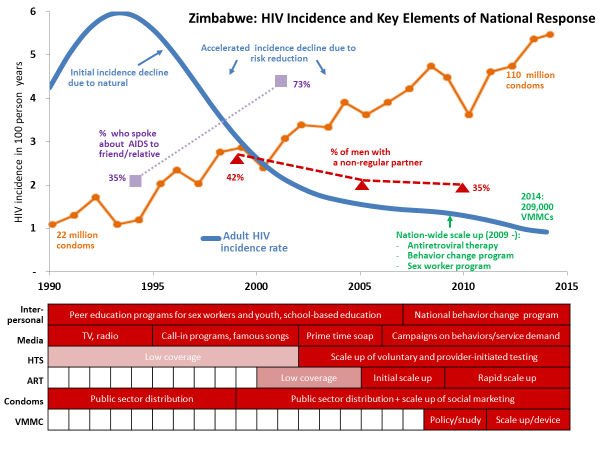 Zimbabwe: HIV Incidence and Key Elements of National Response
HIV incidence in 100 person years
6
5
4
3
2
1
-
1990
1995
2000
2005
2010
2015
Initial incidence decline
due to natural
Accelerated incidence decline due to
risk reduction
73%
110 million
condoms
% who spoke
about AIDS to
friend/relative
35%
% of men with
a non-regular partner
42%
35%
2014:
209,000
VMMCs
22 million
condoms
Adult HIV
incidence rate
Nation-wide scale up (2009 -):
- Antiretroviral therapy
- Behavior change program
- Sex worker program
Inter-
personal
Peer education programs for sex workers and youth, school-based education
National behavior change program
Media
TV, radio
Call-in programs, famous songs
Prime time soap
Campaigns on behaviors/service demand
HTS
Low coverage
Scale up of voluntary and provider-initiated testing
ART
Low coverage
Initial scale up
Rapid scale up
Condoms
Public sector distribution
Public sector distribution + scale up of social marketing
VMMC
Policy/study
Scale up/device